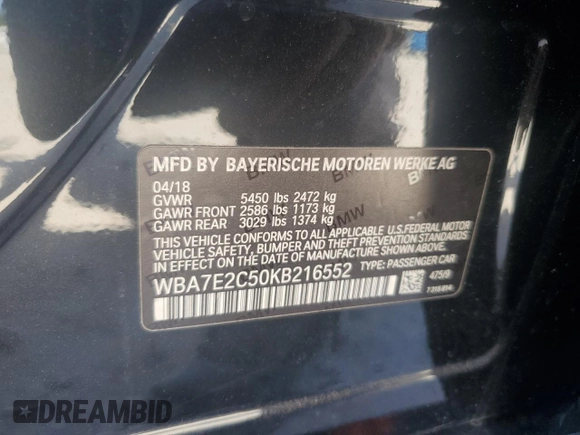 MFD BY BAYERISCHE MOTOREN WERKE AG
04/18
GVWR 5450 lbs 2472 kg
GAWR FRONT 2586 lbs 1173 kg
GAWR REAR 3029 lbs 1374 kg
THIS VEHICLE CONFORMS TO ALL APPLICABLE U.S. FEDERAL MOTOR
VEHICLE SAFETY, BUMPER AND THEFT PREVENTION STANDARDS
IN EFFECT ON THE DATE OF MANUFACTURE SHOWN ABOVE.
WBA7E2C50KB216552 TYPE: PASSENGER CAR
475/9
DREAMBID